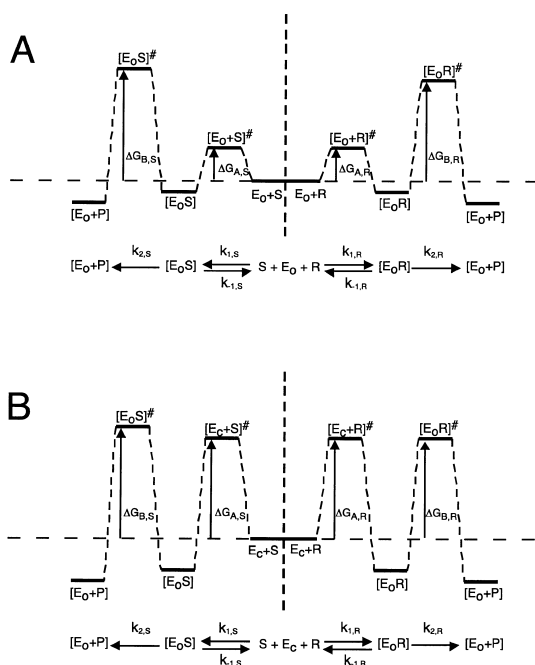 A
[EOS]#
[EOR]#
[EO+S]#
[EO+R]#
ΔGB,S
ΔGA,S
ΔGA,R
ΔGB,R
[EO+P]
[EOS]
EO+S
EO+R
[EOR]
[EO+P]
[EO+P] k2,S [EOS] k1,S k-1,S S + EO + R k1,R k-1,R [EOR] k2,R [EO+P]
B
[EOS]#
[EC+S]#
[EC+R]#
[EOR]#
ΔGB,S
ΔGA,S
ΔGA,R
ΔGB,R
EC+S
EC+R
[EO+P]
[EOS]
[EOR]
[EO+P]
[EO+P] k2,S [EOS] k1,S k-1,S S + EC + R k1,R k-1,R [EOR] k2,R [EO+P]